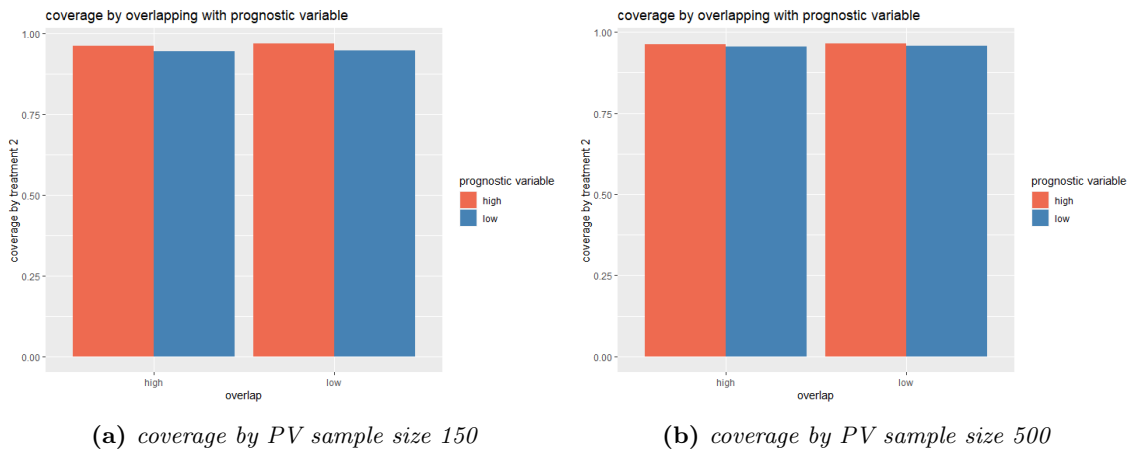 coverage by overlapping with prognostic variable
1.00
0.75
0.50
0.25
0.00
coverage by treatment 2
high
low
overlap
prognostic variable
high
low
(a) coverage by PV sample size 150
coverage by overlapping with prognostic variable
1.00
0.75
0.50
0.25
0.00
coverage by treatment 2
high
low
overlap
prognostic variable
high
low
(b) coverage by PV sample size 500